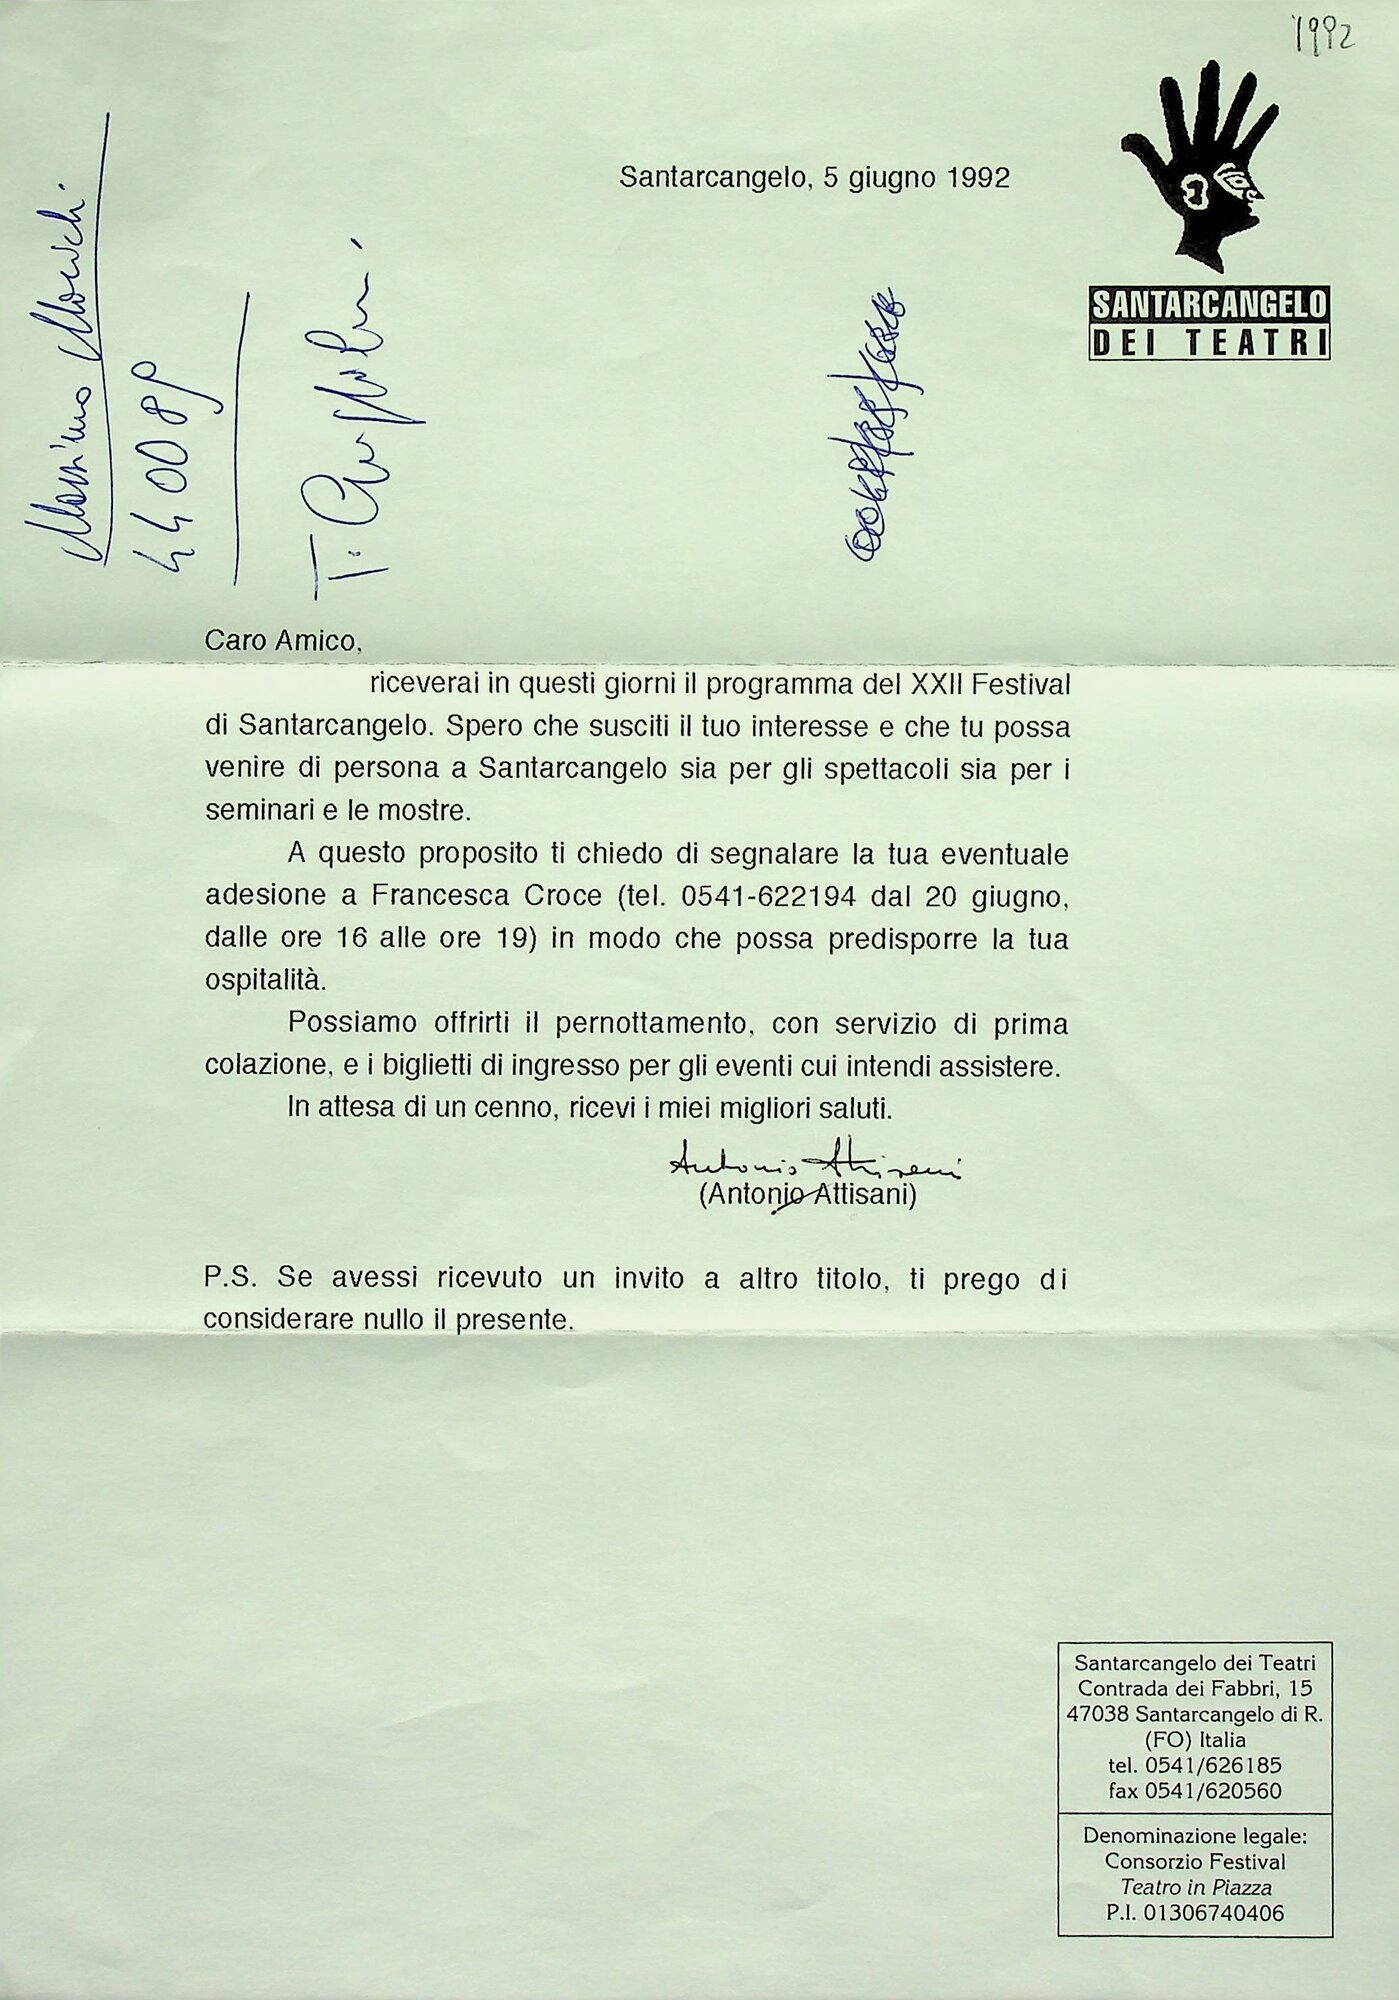 1992
Santarcangelo, 5 giugno 1992
SANTARCANGELO
DEI TEATRI
Massimo
440089
Caro Amico,
riceverai in questi giorni il programma del XXII Festival
di Santarcangelo. Spero che susciti il tuo interesse e che tu possa
venire di persona a Santarcangelo sia per gli spettacoli sia per i
seminari e le mostre.
A questo proposito ti chiedo di segnalare la tua eventuale
adesione a Francesca Croce (tel. 0541-622194 dal 20 giugno,
dalle ore 16 alle ore 19) in modo che possa predisporre la tua
ospitalità.
Possiamo offrirti il pernottamento, con servizio di prima
colazione, e i biglietti di ingresso per gli eventi cui intendi assistere.
In attesa di un cenno, ricevi i miei migliori saluti.
Antonio Attisani
(Antonio Attisani)
P.S. Se avessi ricevuto un invito a altro titolo, ti prego di
considerare nullo il presente.
Santarcangelo dei Teatri
Contrada dei Fabbri, 15
47038 Santarcangelo di R.
(FO) Italia
tel. 0541/626185
fax 0541/620560
Denominazione legale:
Consorzio Festival
Teatro in Piazza
P.I. 01306740406